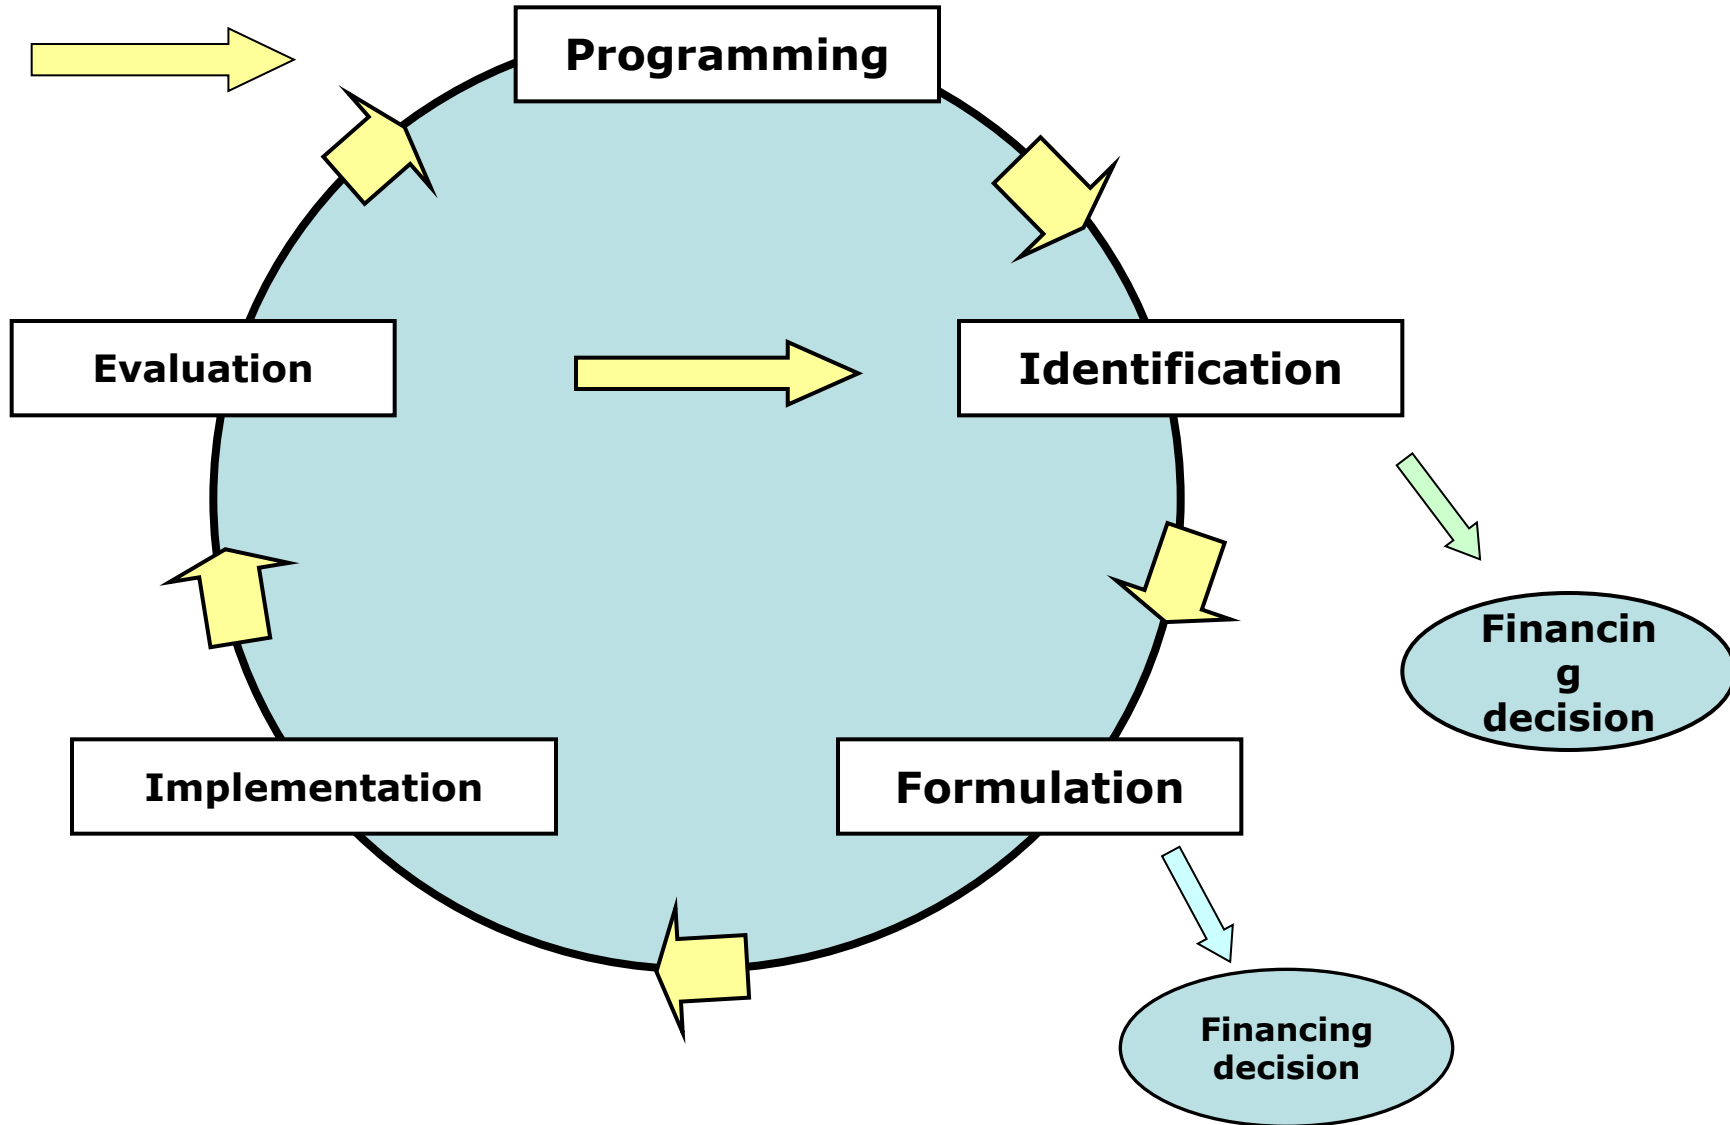 Programming
Evaluation
Identification
Financin
g
decision
Implementation
Formulation
Financing
decision